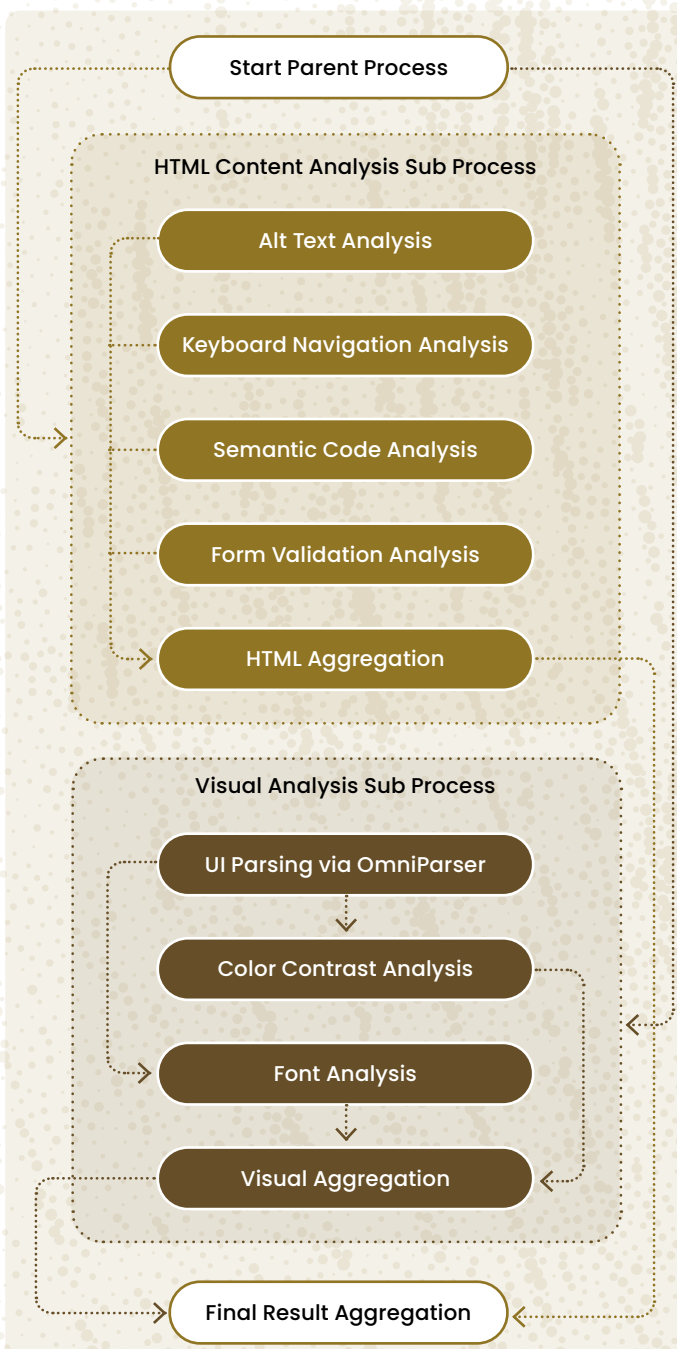 Start Parent Process
HTML Content Analysis Sub Process
Alt Text Analysis
Keyboard Navigation Analysis
Semantic Code Analysis
Form Validation Analysis
HTML Aggregation
Visual Analysis Sub Process
UI Parsing via OmniParser
Color Contrast Analysis
Font Analysis
Visual Aggregation
Final Result Aggregation